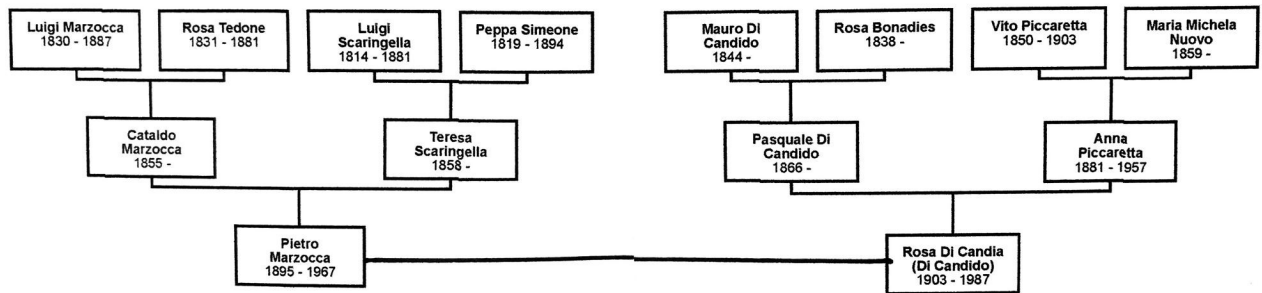 Luigi Marzocca
1830 - 1887
Rosa Tedone
1831 - 1881
Luigi
Scaringella
1814 - 1881
Peppa Simeone
1819 - 1894
Mauro Di
Candido
1844 -
Rosa Bonadies
1838 -
Vito Piccaretta
1850 - 1903
Maria Michela
Nuovo
1859 -
Cataldo
Marzocca
1855 -
Teresa
Scaringella
1858 -
Pasquale Di
Candido
1866 -
Anna
Piccaretta
1881 - 1957
Pietro
Marzocca
1895 - 1967
Rosa Di Candia
(Di Candido)
1903 - 1987